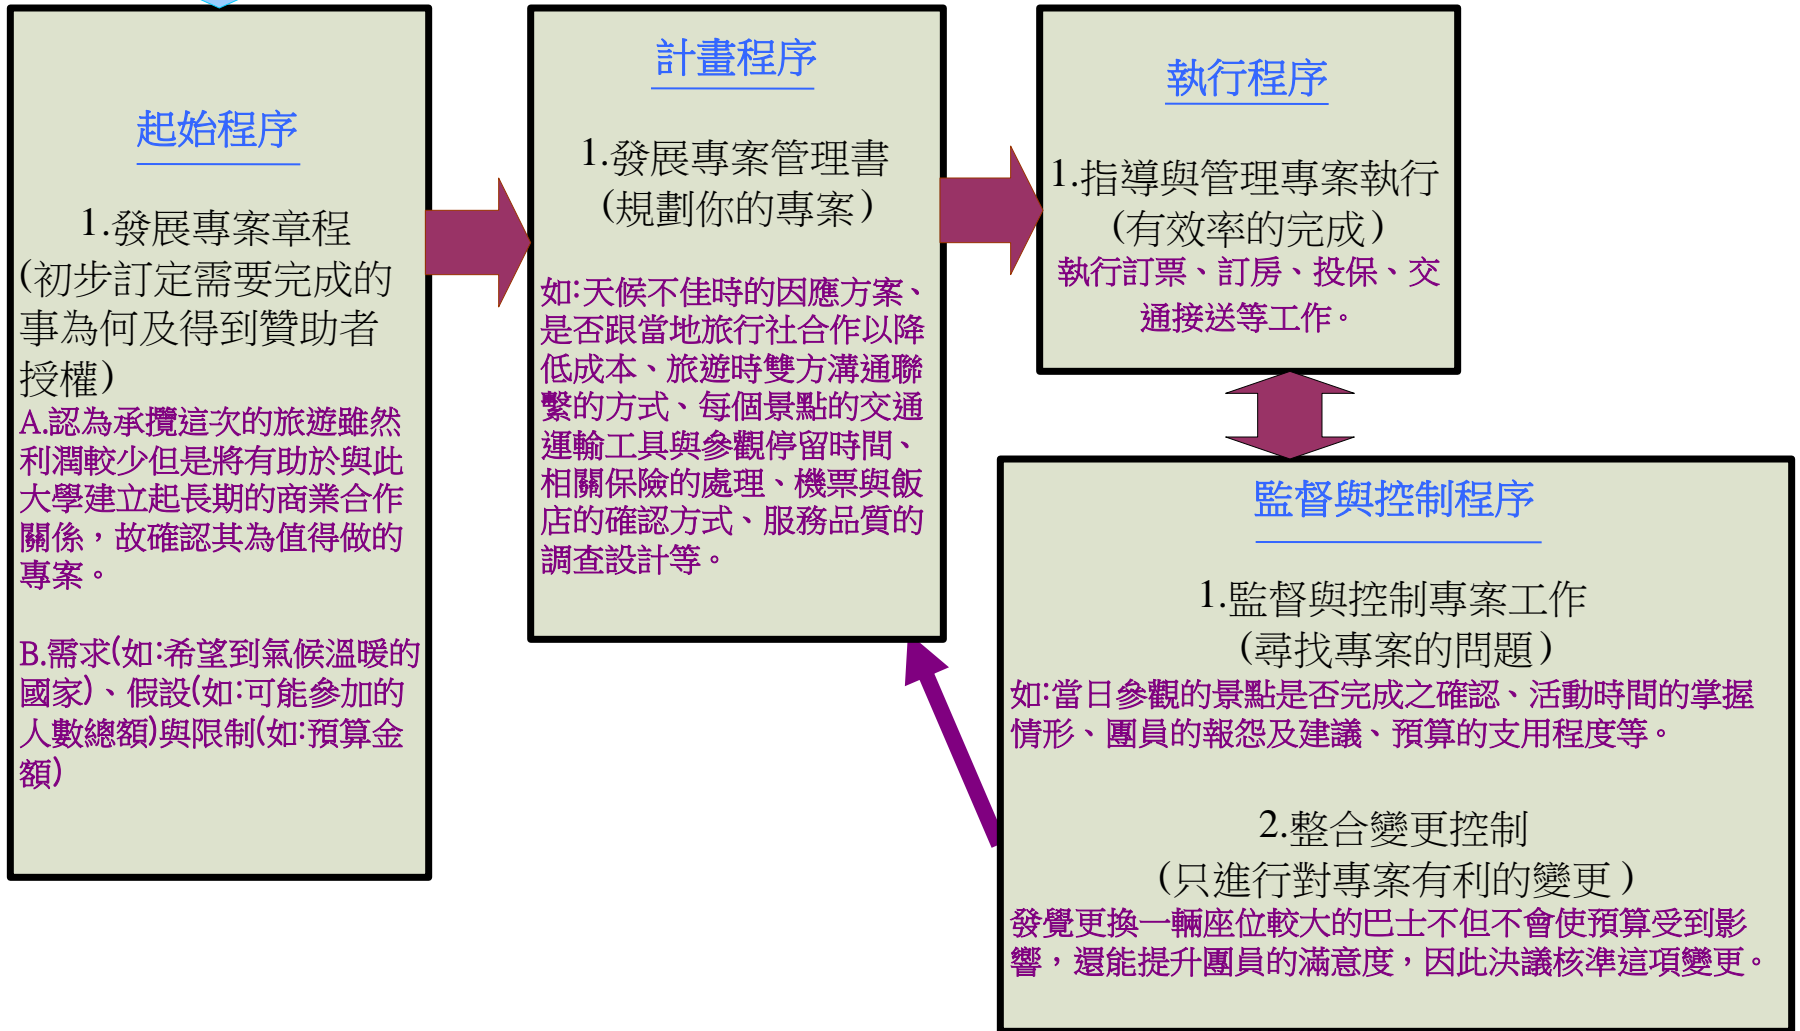 起始程序
1.發展專案章程
(初步訂定需要完成的
事為何及得到贊助者
授權)
A.認為承攬這次的旅遊雖然
利潤較少但是將有助於與此
大學建立起長期的商業合作
關係，故確認其為值得做的
專案。
B.需求(如:希望到氣候溫暖的
國家)、假設(如:可能參加的
人數總額)與限制(如:預算金
額)
計畫程序
1.發展專案管理書
(規劃你的專案)
如:天候不佳時的因應方案、
是否跟當地旅行社合作以降
低成本、旅遊時雙方溝通聯
繫的方式、每個景點的交通
運輸工具與參觀停留時間、
相關保險的處理、機票與飯
店的確認方式、服務品質的
調查設計等。
執行程序
1.指導與管理專案執行
(有效率的完成)
執行訂票、訂房、投保、交
通接送等工作。
監督與控制程序
1.監督與控制專案工作
(尋找專案的問題)
如:當日參觀的景點是否完成之確認、活動時間的掌握
情形、團員的報怨及建議、預算的支用程度等。
2.整合變更控制
(只進行對專案有利的變更)
發覺更換一輛座位較大的巴士不但不會使預算受到影
響，還能提升團員的滿意度，因此決議核準這項變更。